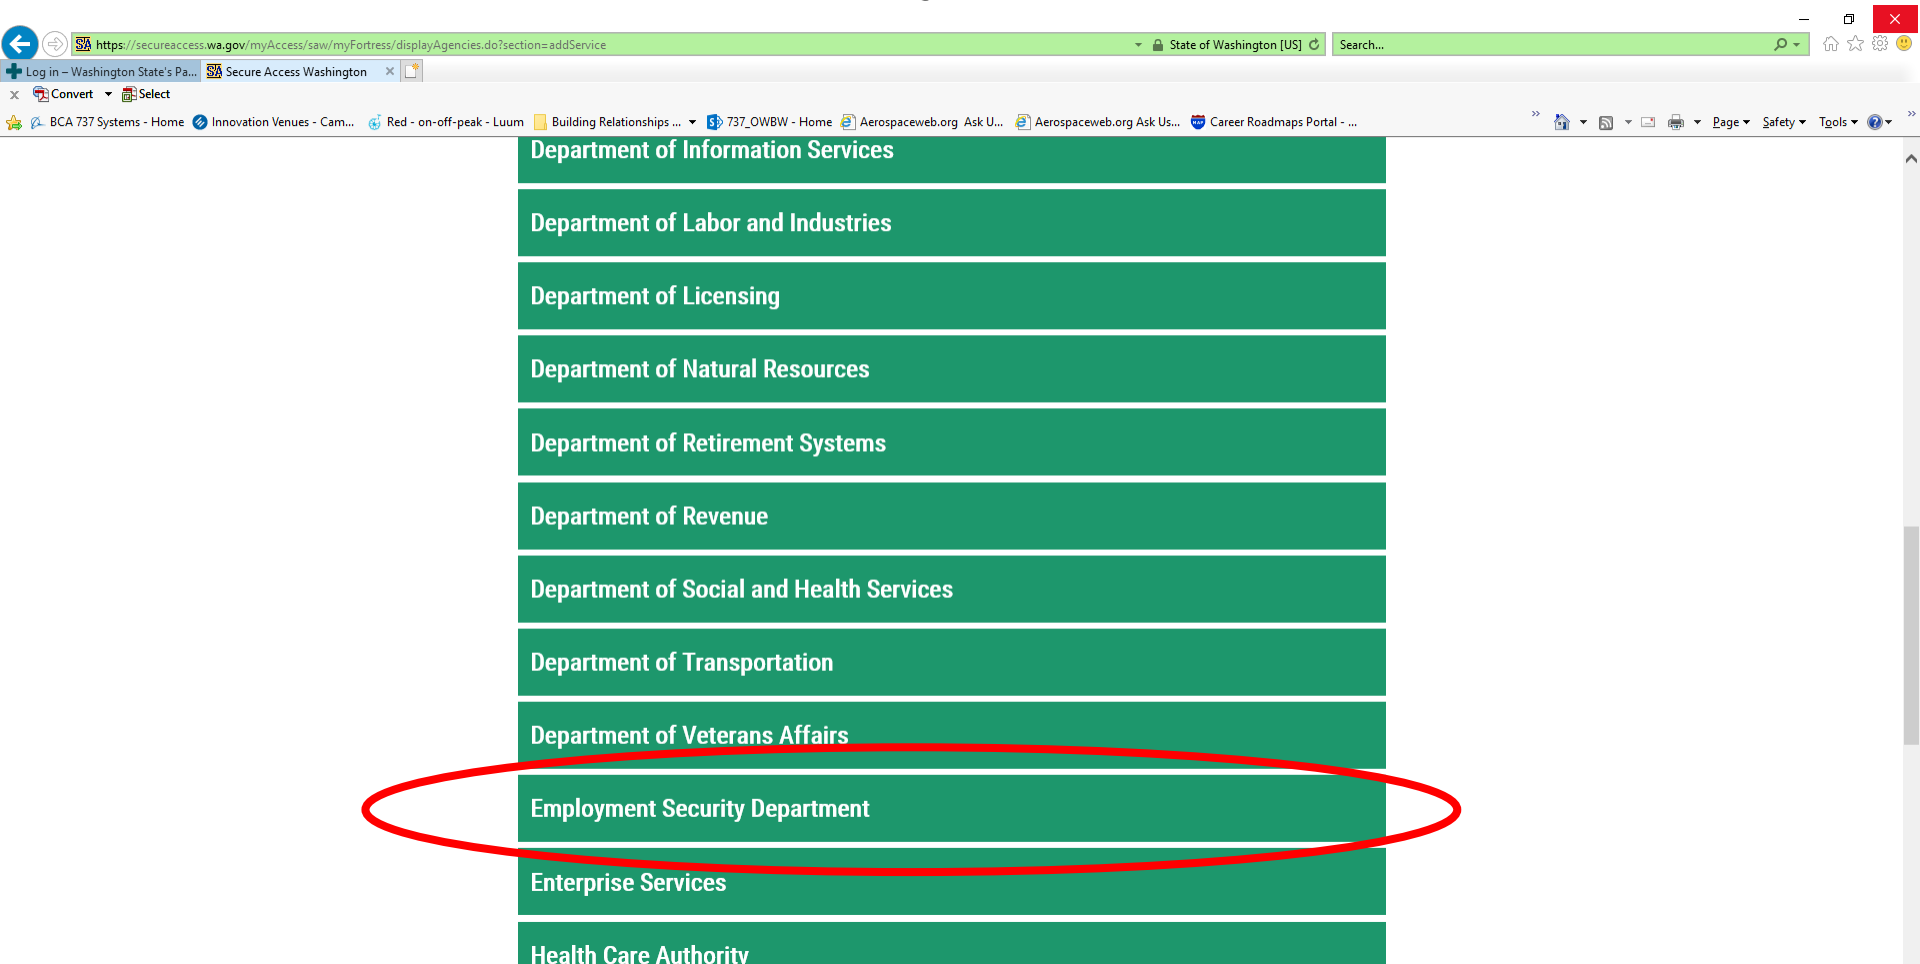 https://secureaccess.wa.gov/myAccess/saw/myFortress/displayAgencies.do?section=addService State of Washington [US] Search...
Log in – Washington State's Pa... SA Secure Access Washington
x Convert Select
BCA 737 Systems - Home Innovation Venues - Cam... Red - on-off-peak - Luum Building Relationships ... 737_OWBW - Home Aerospaceweb.org Ask U... Aerospaceweb.org Ask Us... Career Roadmaps Portal - ... Page Safety Tools
Department of Information Services
Department of Labor and Industries
Department of Licensing
Department of Natural Resources
Department of Retirement Systems
Department of Revenue
Department of Social and Health Services
Department of Transportation
Department of Veterans Affairs
Employment Security Department
Enterprise Services
Health Care Authority